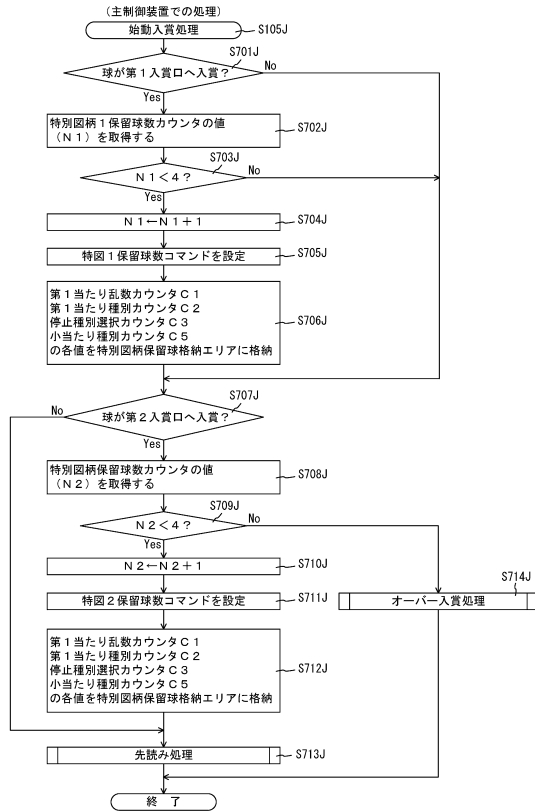 (主制御装置での処理)
始動入賞処理
S105J
S701J
球が第1入賞口へ入賞?
No
Yes
特別図柄1保留球数カウンタの値
(N1)を取得する
S702J
S703J
N1<4?
No
Yes
N1←N1+1
S704J
特図1保留球数コマンドを設定
S705J
第1当たり乱数カウンタC1
第1当たり種別カウンタC2
停止種別選択カウンタC3
小当たり種別カウンタC5
の各値を特別図柄保留球格納エリアに格納
S706J
S707J
No
球が第2入賞口へ入賞?
Yes
特別図柄保留球数カウンタの値
(N2)を取得する
S708J
S709J
N2<4?
No
Yes
N2←N2+1
S710J
特図2保留球数コマンドを設定
S711J
S714J
オーバー入賞処理
第1当たり乱数カウンタC1
第1当たり種別カウンタC2
停止種別選択カウンタC3
小当たり種別カウンタC5
の各値を特別図柄保留球格納エリアに格納
S712J
先読み処理
S713J
終了